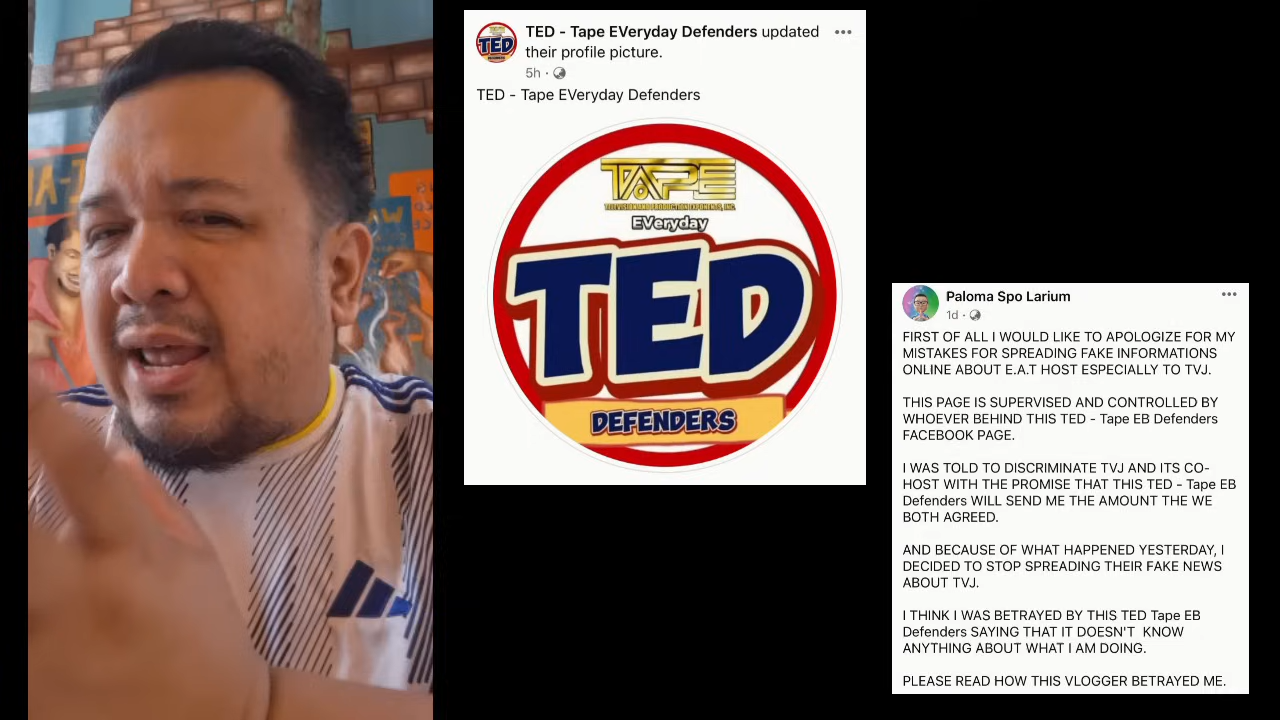 TED - Tape EVeryday Defenders updated
their profile picture.
5h ·
TED - Tape EVeryday Defenders
TAPE
TELEVISION AND PRODUCTION EXPONENTS, INC.
EVeryday
TED
DEFENDERS
Paloma Spo Larium
1d ·
FIRST OF ALL I WOULD LIKE TO APOLOGIZE FOR MY
MISTAKES FOR SPREADING FAKE INFORMATIONS
ONLINE ABOUT E.A.T HOST ESPECIALLY TO TVJ.
THIS PAGE IS SUPERVISED AND CONTROLLED BY
WHOEVER BEHIND THIS TED - Tape EB Defenders
FACEBOOK PAGE.
I WAS TOLD TO DISCRIMINATE TVJ AND ITS CO-
HOST WITH THE PROMISE THAT THIS TED - Tape EB
Defenders WILL SEND ME THE AMOUNT THE WE
BOTH AGREED.
AND BECAUSE OF WHAT HAPPENED YESTERDAY, I
DECIDED TO STOP SPREADING THEIR FAKE NEWS
ABOUT TVJ.
I THINK I WAS BETRAYED BY THIS TED Tape EB
Defenders SAYING THAT IT DOESN'T KNOW
ANYTHING ABOUT WHAT I AM DOING.
PLEASE READ HOW THIS VLOGGER BETRAYED ME.